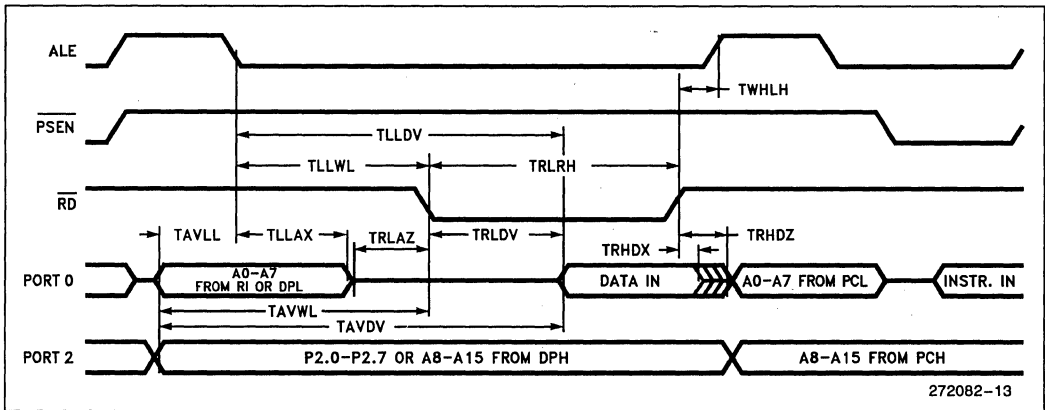 ALE
TWHLH
PSEN
TLLDV
TLLWL
TRLRH
RD
TAVLL
TLLAX
TRLAZ
TRLDV
TRHDX
TRHDZ
PORT 0
A0-A7
FROM RI OR DPL
DATA IN
A0-A7 FROM PCL
INSTR. IN
TAVWL
TAVDV
PORT 2
P2.0-P2.7 OR A8-A15 FROM DPH
A8-A15 FROM PCH
272082-13